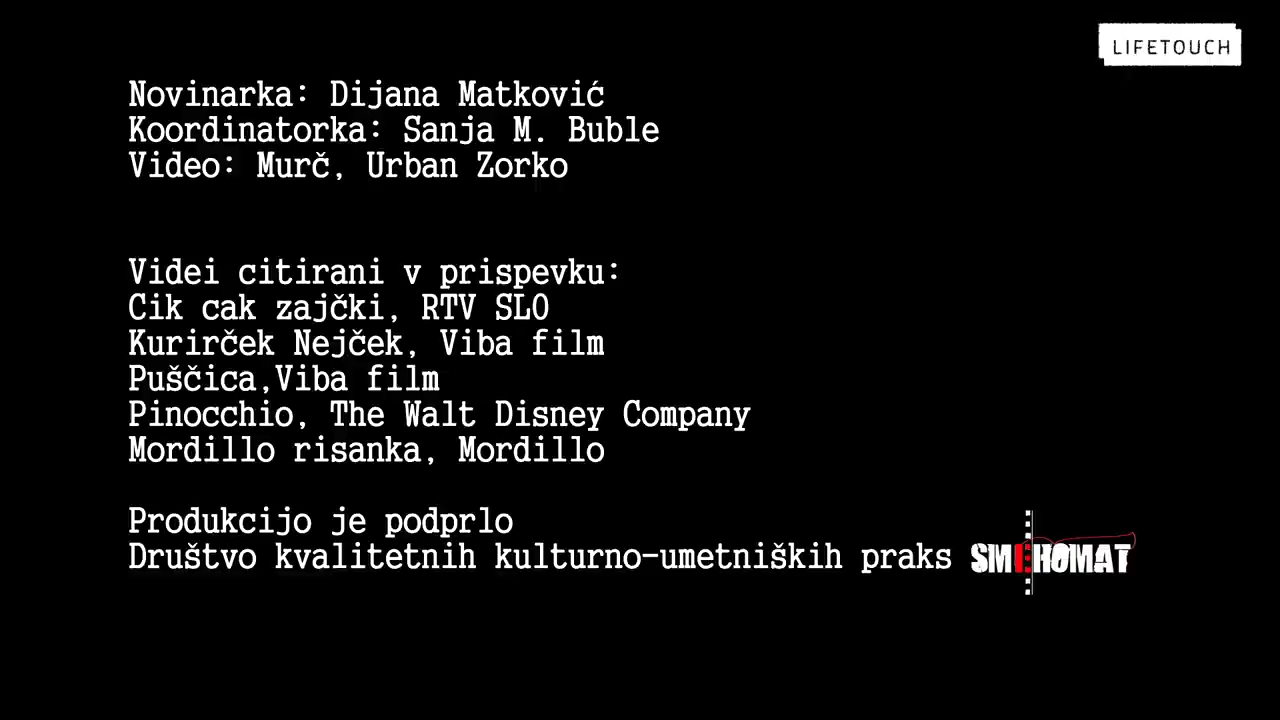 LIFETOUCH
Novinarka: Dijana Matković
Koordinatorka: Sanja M. Buble
Video: Murč, Urban Zorko
Videi citirani v prispevku:
Cik cak zajčki, RTV SLO
Kurirček Nejček, Viba film
Puščica,Viba film
Pinocchio, The Walt Disney Company
Mordillo risanka, Mordillo
Produkcijo je podprlo
Društvo kvalitetnih kulturno-umetniških praks SMEHOMAT